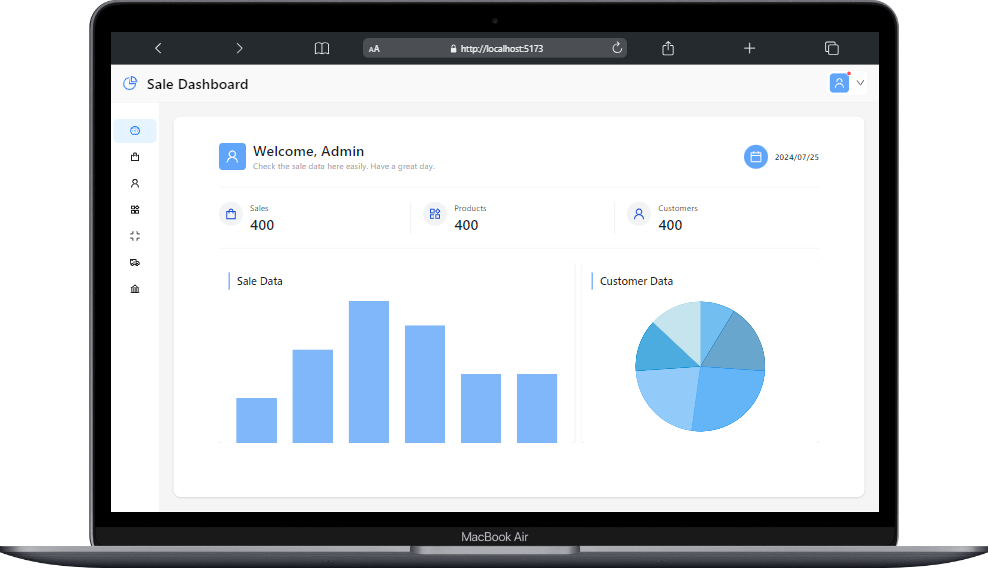 AA
http://localhost:5173
Sale Dashboard
Welcome, Admin
Check the sale data here easily. Have a great day.
2024/07/25
Sales
400
Products
400
Customers
400
Sale Data
Customer Data
MacBook Air